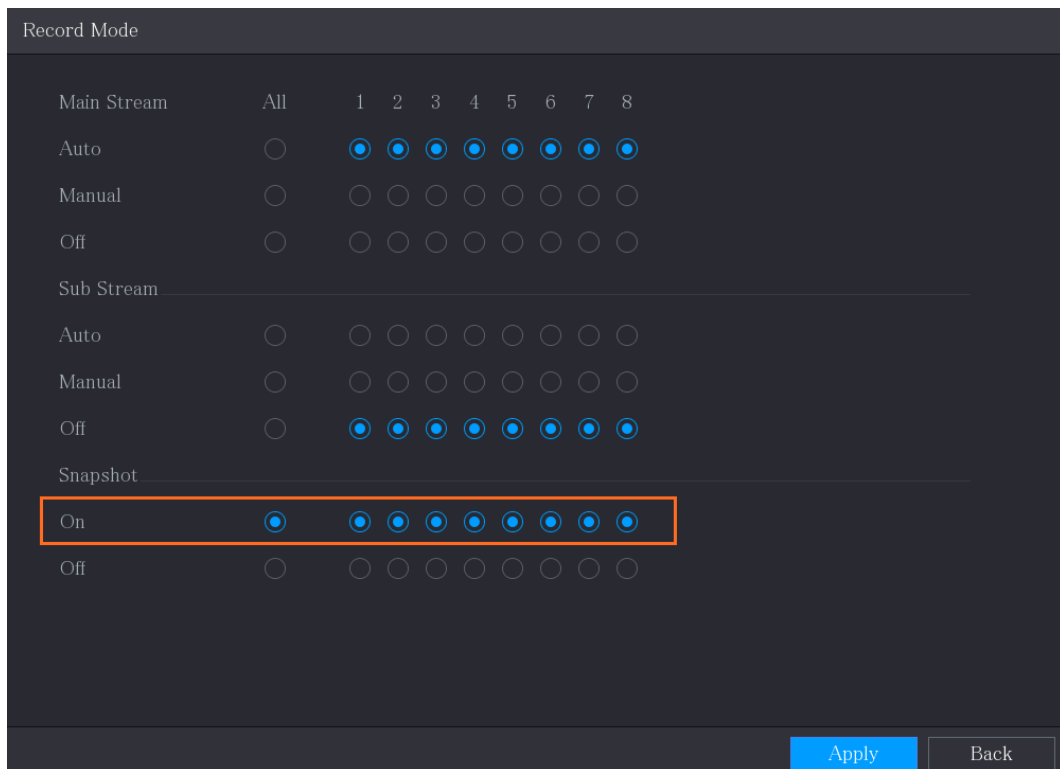 Record Mode
Main Stream All 1 2 3 4 5 6 7 8
Auto
Manual
Off
Sub Stream
Auto
Manual
Off
Snapshot
On
Off
Apply Back